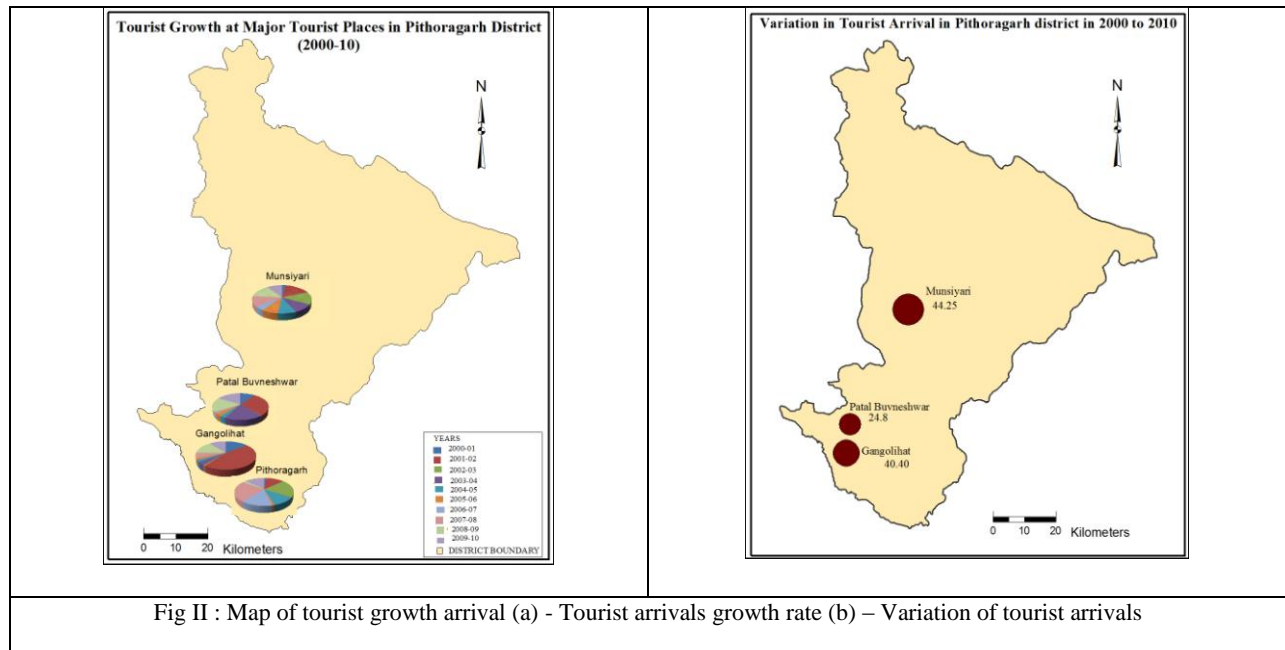 Tourist Growth at Major Tourist Places in Pithoragarh District
(2000-10)
N
Munsiyari
Patal Buvneshwar
Gangolihat
Pithoragarh
YEARS
2000-01
2001-02
2002-03
2003-04
2004-05
2005-06
2006-07
2007-08
2008-09
2009-10
DISTRICT BOUNDARY
0 10 20
Kilometers
Variation in Tourist Arrival in Pithoragarh district in 2000 to 2010
N
Munsiyari
44.25
Patal Buvneshwar
24.8
Gangolihat
40.40
0 10 20
Kilometers
Fig II : Map of tourist growth arrival (a) - Tourist arrivals growth rate (b) – Variation of tourist arrivals